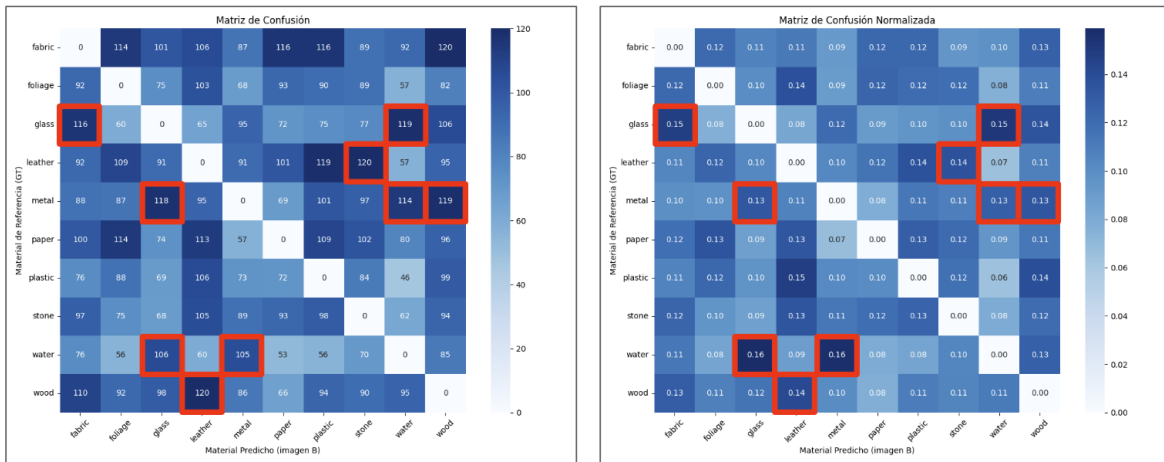 Matriz de Confusión
Material de Referencia (GT)
fabric 0 114 101 106 87 116 116 89 92 120
foliage 92 0 75 103 68 93 90 89 57 82
glass 116 60 0 65 95 72 75 77 119 106
leather 92 109 91 0 91 101 119 120 57 95
metal 88 87 118 95 0 69 101 97 114 119
paper 100 114 74 113 57 0 109 102 80 96
plastic 76 88 69 106 73 72 0 84 46 99
stone 97 75 68 105 89 93 98 0 62 94
water 76 56 106 60 105 53 56 70 0 85
wood 110 92 98 120 86 66 94 90 95 0
fabric foliage glass leather metal paper plastic stone water wood
Material Predicho (imagen B)
120
100
80
60
40
20
0
Matriz de Confusión Normalizada
Material de Referencia (GT)
fabric 0.00 0.12 0.11 0.11 0.09 0.12 0.12 0.09 0.10 0.13
foliage 0.12 0.00 0.10 0.14 0.09 0.12 0.12 0.12 0.08 0.11
glass 0.15 0.08 0.00 0.08 0.12 0.09 0.10 0.10 0.15 0.14
leather 0.11 0.12 0.10 0.00 0.10 0.12 0.14 0.14 0.07 0.11
metal 0.10 0.10 0.13 0.11 0.00 0.08 0.11 0.11 0.13 0.13
paper 0.12 0.13 0.09 0.13 0.07 0.00 0.13 0.12 0.09 0.11
plastic 0.11 0.12 0.10 0.15 0.10 0.10 0.00 0.12 0.06 0.14
stone 0.12 0.10 0.09 0.13 0.11 0.12 0.13 0.00 0.08 0.12
water 0.11 0.08 0.16 0.09 0.16 0.08 0.08 0.10 0.00 0.13
wood 0.13 0.11 0.12 0.14 0.10 0.08 0.11 0.11 0.11 0.00
fabric foliage glass leather metal paper plastic stone water wood
Material Predicho (imagen B)
0.14
0.12
0.10
0.08
0.06
0.04
0.02
0.00